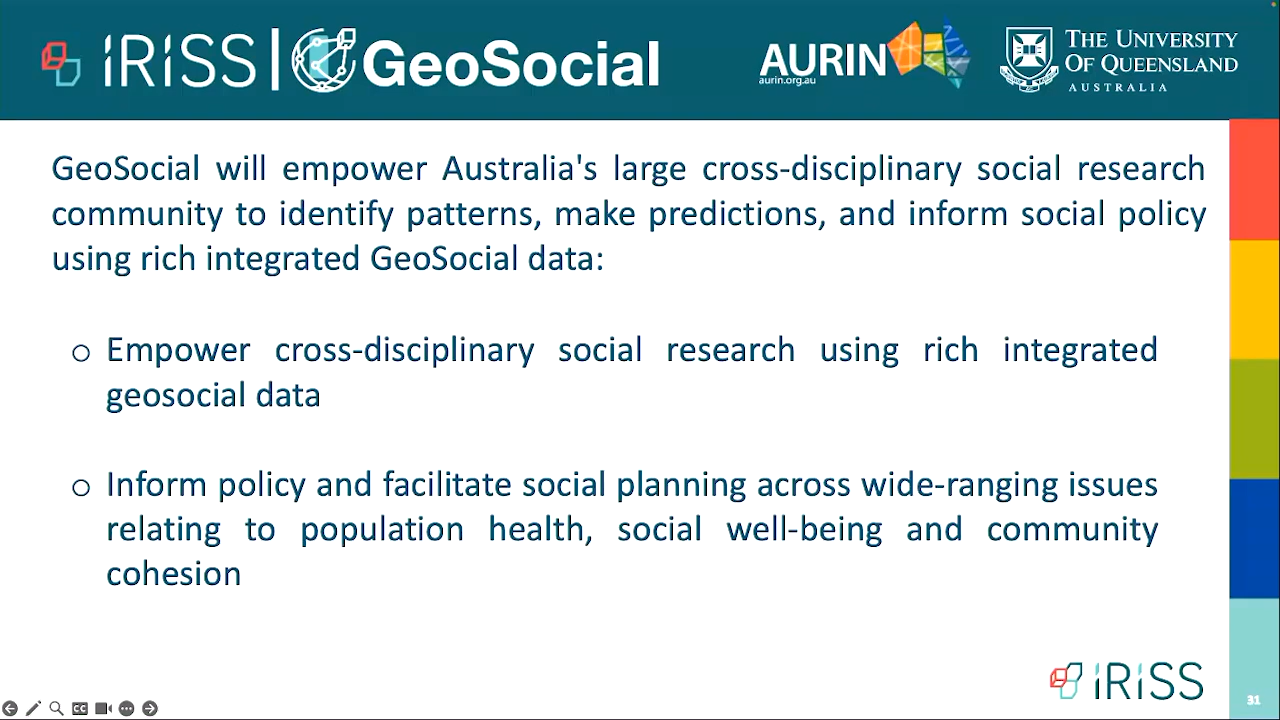 iRiSS | GeoSocial
AURIN
aurin.org.au
THE UNIVERSITY
OF QUEENSLAND
AUSTRALIA
GeoSocial will empower Australia's large cross-disciplinary social research
community to identify patterns, make predictions, and inform social policy
using rich integrated GeoSocial data:
o Empower cross-disciplinary social research using rich integrated
geosocial data
o Inform policy and facilitate social planning across wide-ranging issues
relating to population health, social well-being and community
cohesion
iRiSS
31
CC